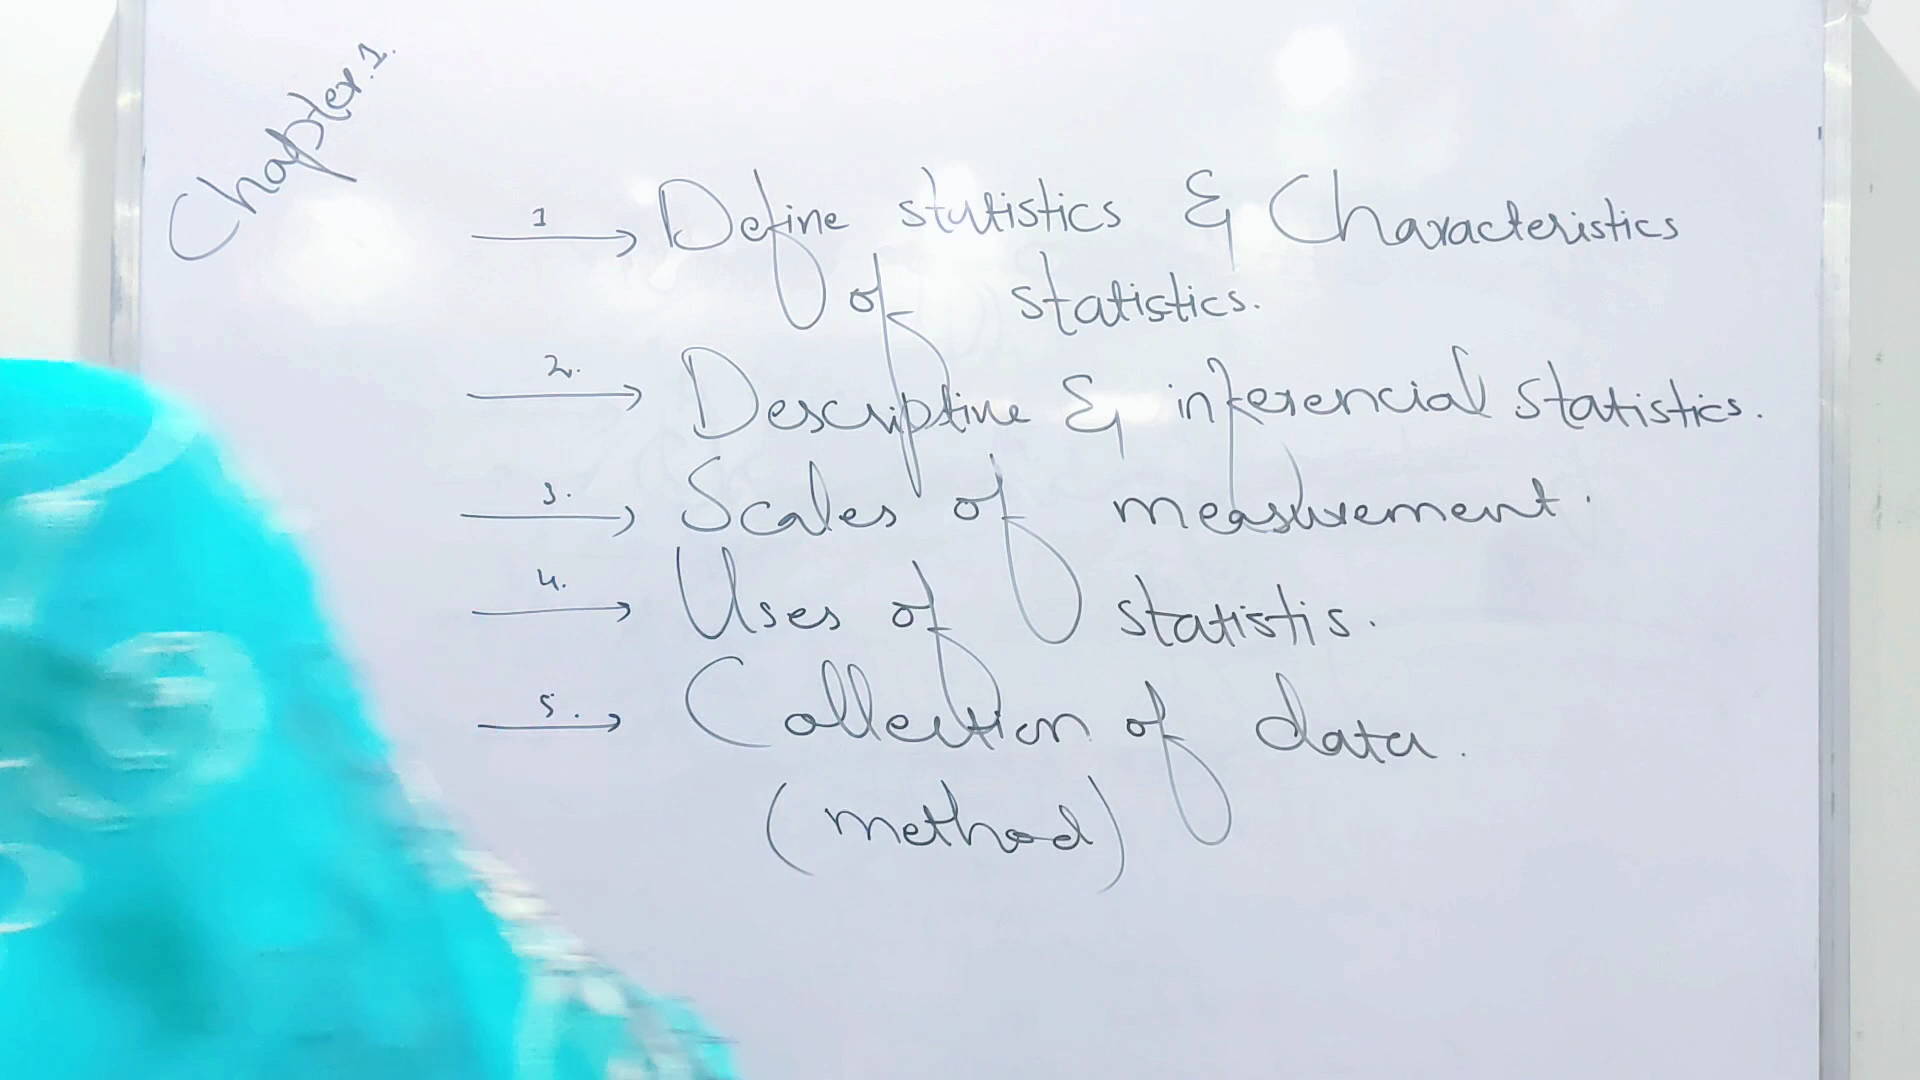 Chapter.1.
1 → Define statistics & Characteristics
of statistics.
2. → Descriptive & inferencial statistics.
3. → Scales of measurement.
4. → Uses of statistis.
5. → Collection of data.
(method)